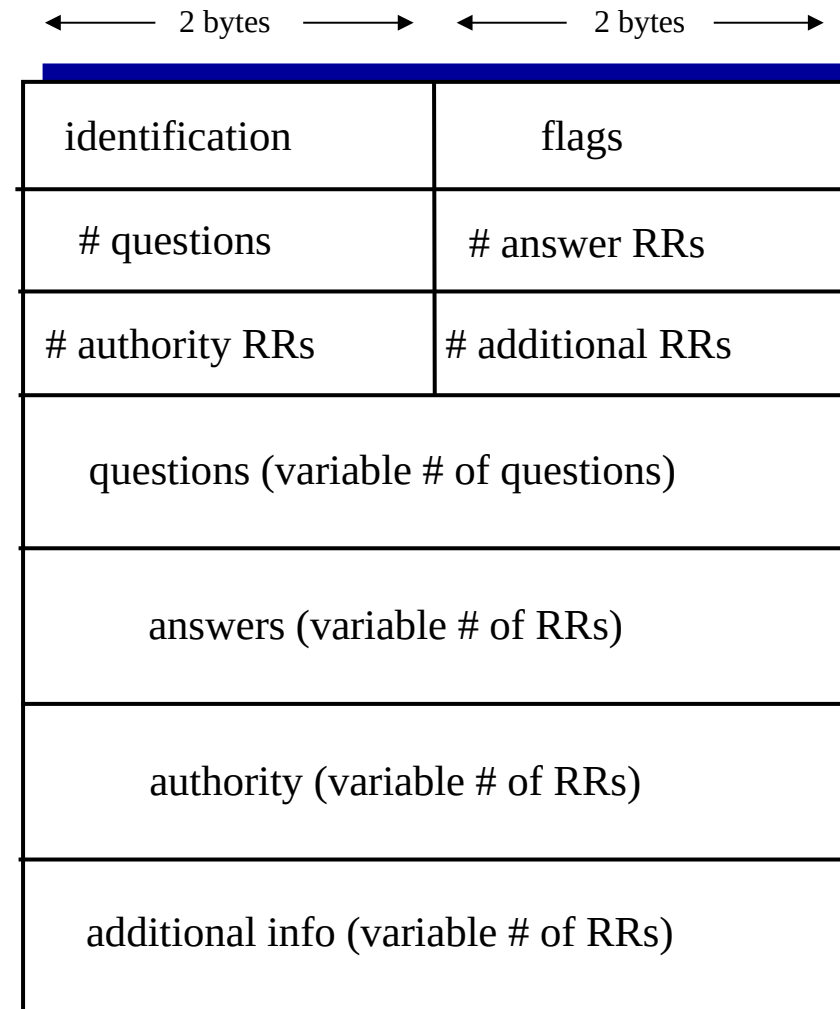 2 bytes 2 bytes
identification flags
# questions # answer RRs
# authority RRs # additional RRs
questions (variable # of questions)
answers (variable # of RRs)
authority (variable # of RRs)
additional info (variable # of RRs)